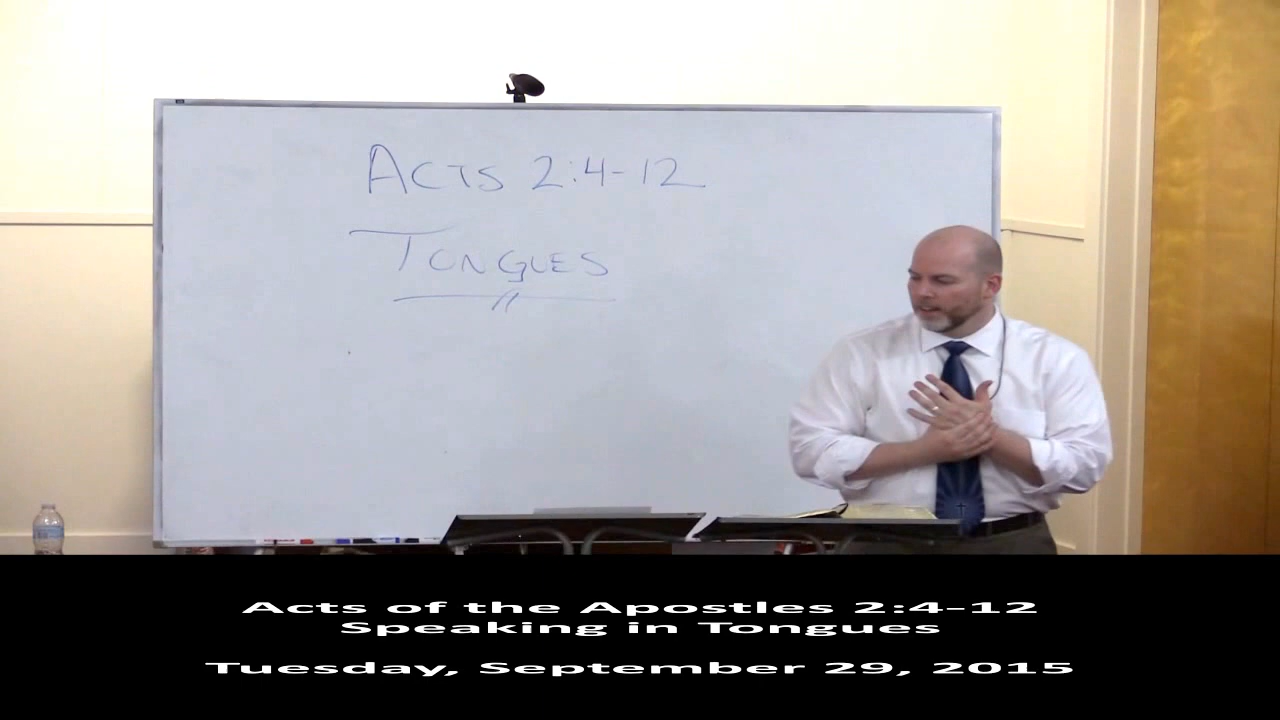 ACTS 2:4-12
TONGUES
Acts of the Apostles 2:4-12
Speaking in Tongues
Tuesday, September 29, 2015